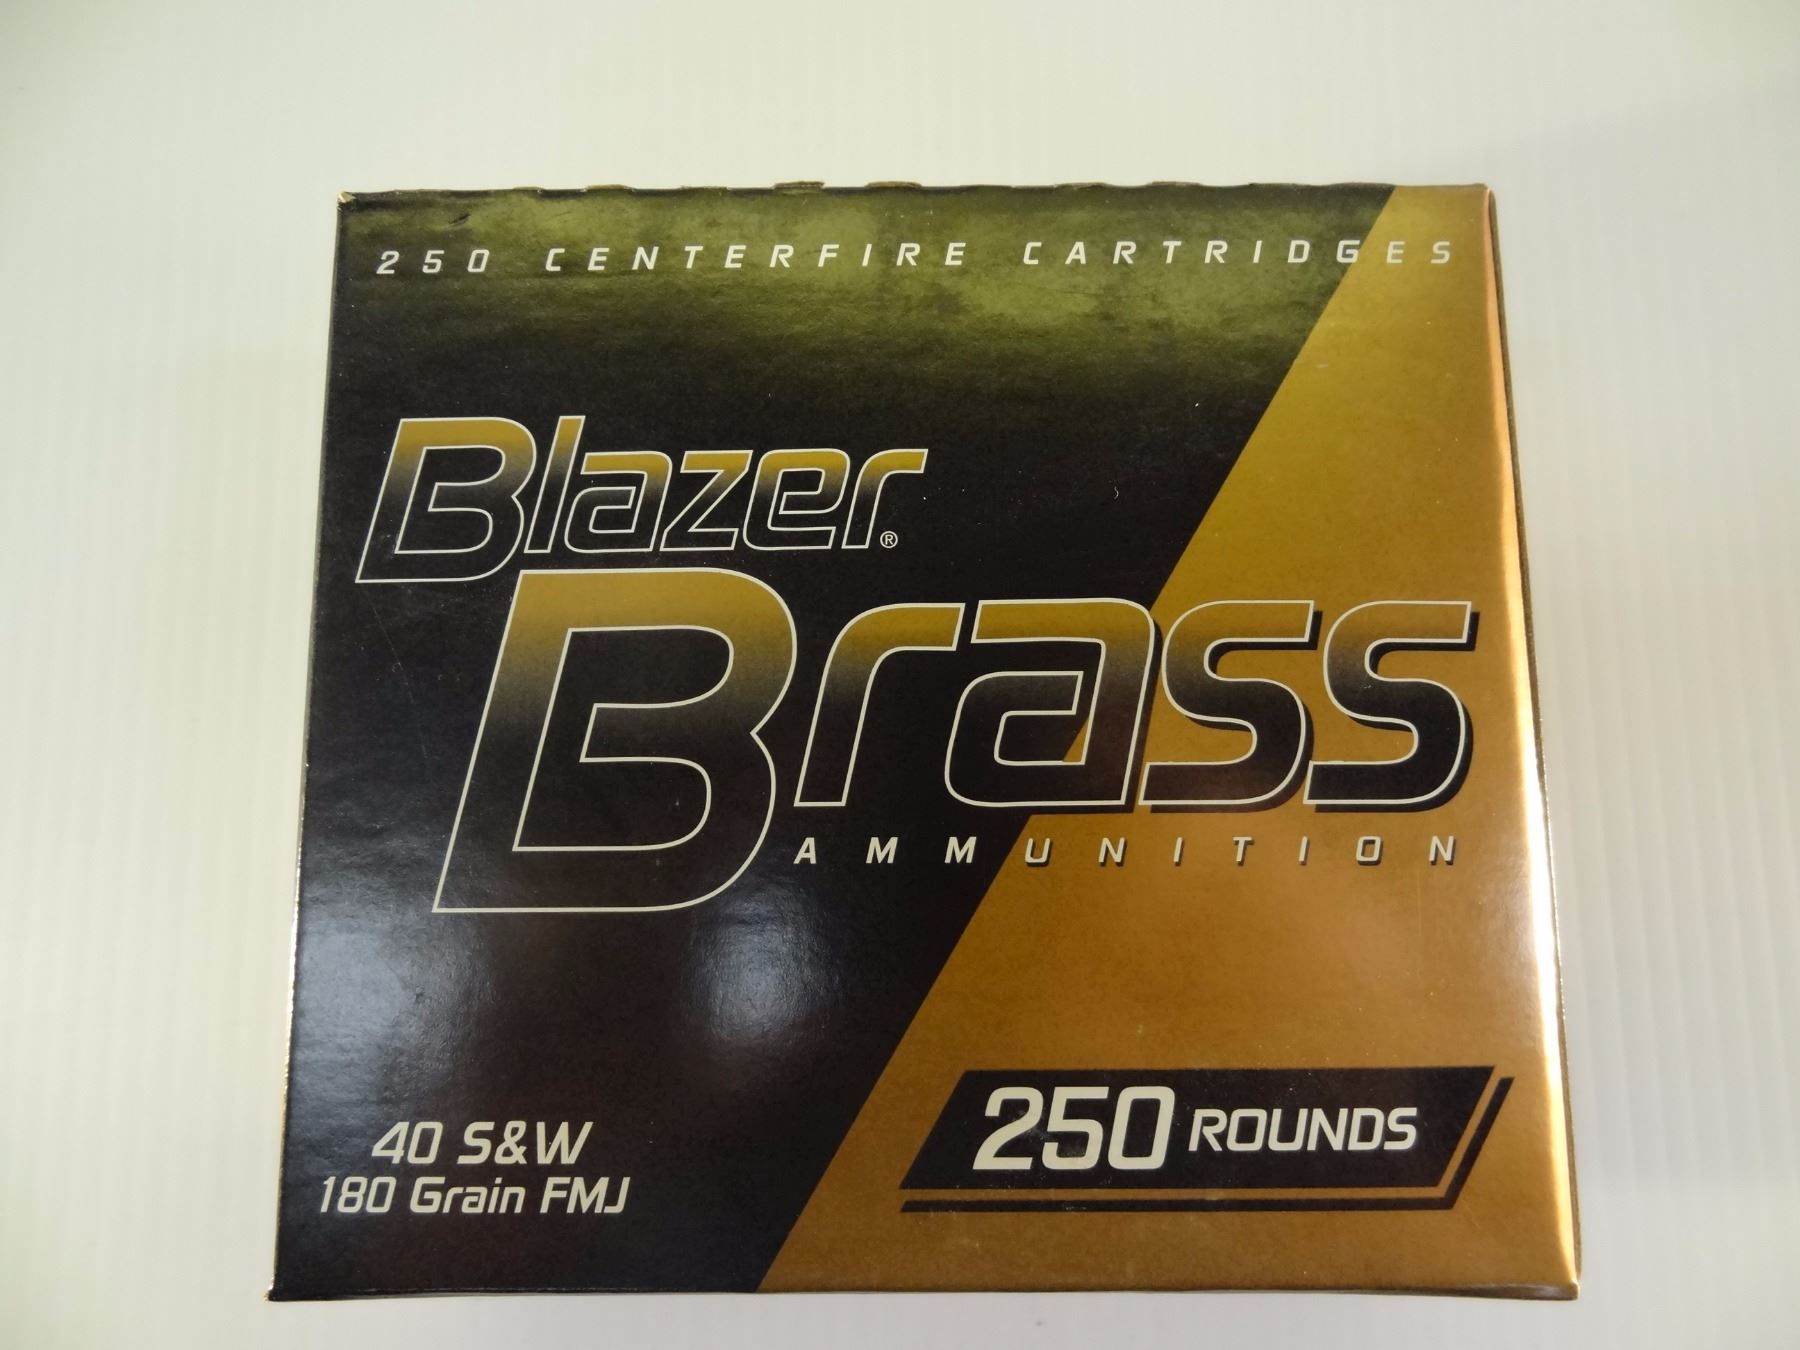 250 CENTERFIRE CARTRIDGES
Blazer®
Brass
AMMUNITION
250 ROUNDS
40 S&W
180 Grain FMJ